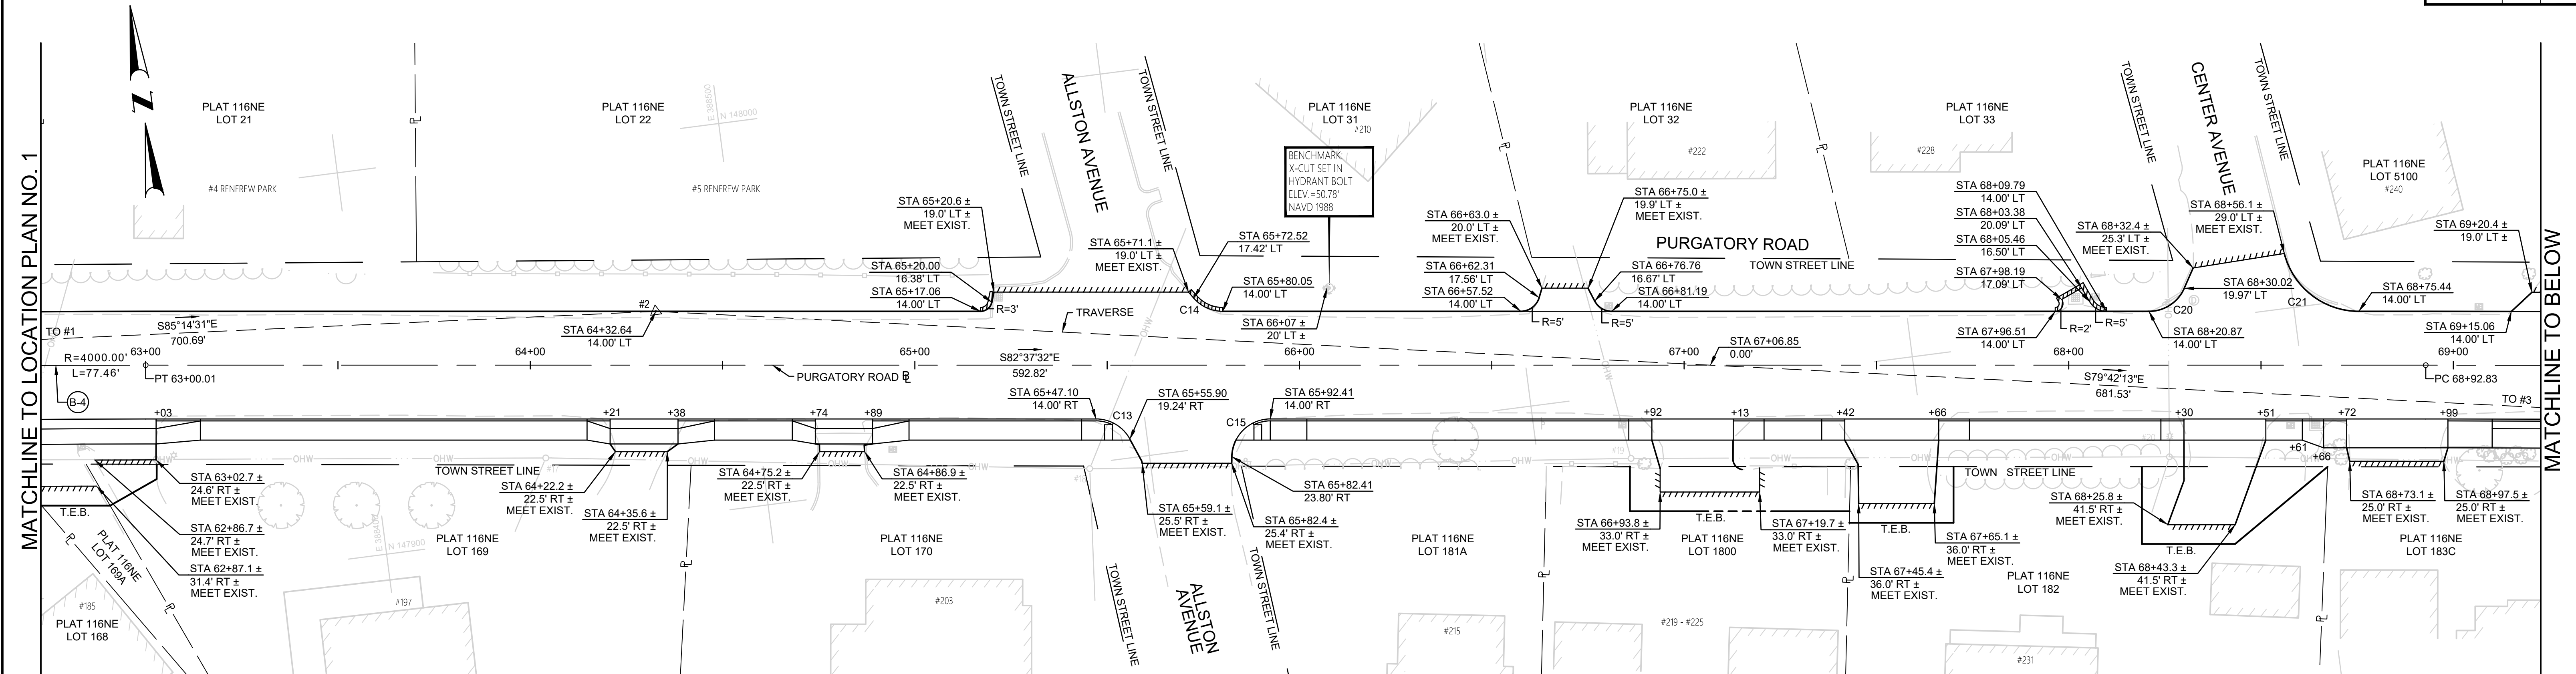 MATCHLINE TO LOCATION PLAN NO. 1
MATCHLINE TO BELOW
Z
PLAT 116NE
LOT 21
#4 RENFREW PARK
PLAT 116NE
LOT 22
#5 RENFREW PARK
E 388500
N 148000
TOWN STREET LINE
ALLSTON AVENUE
TOWN STREET LINE
PLAT 116NE
LOT 31
#210
BENCHMARK
X-CUT SET IN
HYDRANT BOLT
ELEV.=50.78'
NAVD 1988
PLAT 116NE
LOT 32
#222
PLAT 116NE
LOT 33
#228
TOWN STREET LINE
CENTER AVENUE
TOWN STREET LINE
PLAT 116NE
LOT 5100
#240
STA 65+20.6 ±
19.0' LT ±
MEET EXIST.
STA 65+20.00
16.38' LT
STA 65+17.06
14.00' LT
R=3'
STA 65+71.1 ±
19.0' LT ±
MEET EXIST.
STA 65+72.52
17.42' LT
STA 65+80.05
14.00' LT
C14
STA 66+07 ±
20' LT ±
STA 66+63.0 ±
20.0' LT ±
MEET EXIST.
STA 66+62.31
17.56' LT
STA 66+57.52
14.00' LT
R=5'
STA 66+75.0 ±
19.9' LT ±
MEET EXIST.
PURGATORY ROAD
TOWN STREET LINE
STA 66+76.76
16.67' LT
STA 66+81.19
14.00' LT
R=5'
STA 68+09.79
14.00' LT
STA 68+03.38
20.09' LT
STA 68+05.46
16.50' LT
STA 67+98.19
17.09' LT
STA 67+96.51
14.00' LT
R=2'
R=5'
STA 68+32.4 ±
25.3' LT ±
MEET EXIST.
STA 68+56.1 ±
29.0' LT ±
MEET EXIST.
STA 68+30.02
19.97' LT
C20
C21
STA 68+20.87
14.00' LT
STA 68+75.44
14.00' LT
STA 69+20.4 ±
19.0' LT ±
STA 69+15.06
14.00' LT
TO #1
S85°14'31"E
700.69'
#2
STA 64+32.64
14.00' LT
TRAVERSE
STA 67+06.85
0.00'
R=4000.00'
L=77.46'
63+00
64+00
65+00
66+00
67+00
68+00
69+00
PT 63+00.01
PURGATORY ROAD
S82°37'32"E
592.82'
S79°42'13"E
681.53'
PC 68+92.83
TO #3
B-4
+03
+21
+38
+74
+89
STA 65+47.10
14.00' RT
C13
STA 65+55.90
19.24' RT
STA 65+92.41
14.00' RT
C15
+92
+13
+42
+66
+30
+51
+61
+66
+72
+99
OHW
OHW
OHW
OHW
OHW
OHW
OHW
OHW
OHW
TOWN STREET LINE
TOWN STREET LINE
STA 63+02.7 ±
24.6' RT ±
MEET EXIST.
STA 62+86.7 ±
24.7' RT ±
MEET EXIST.
STA 62+87.1 ±
31.4' RT ±
MEET EXIST.
T.E.B.
STA 64+22.2 ±
22.5' RT ±
MEET EXIST.
STA 64+35.6 ±
22.5' RT ±
MEET EXIST.
STA 64+75.2 ±
22.5' RT ±
MEET EXIST.
STA 64+86.9 ±
22.5' RT ±
MEET EXIST.
STA 65+59.1 ±
25.5' RT ±
MEET EXIST.
STA 65+82.41
23.80' RT
STA 65+82.4 ±
25.4' RT ±
MEET EXIST.
STA 66+93.8 ±
33.0' RT ±
MEET EXIST.
T.E.B.
STA 67+19.7 ±
33.0' RT ±
MEET EXIST.
T.E.B.
STA 67+65.1 ±
36.0' RT ±
MEET EXIST.
STA 67+45.4 ±
36.0' RT ±
MEET EXIST.
STA 68+25.8 ±
41.5' RT ±
MEET EXIST.
T.E.B.
STA 68+43.3 ±
41.5' RT ±
MEET EXIST.
STA 68+73.1 ±
25.0' RT ±
MEET EXIST.
STA 68+97.5 ±
25.0' RT ±
MEET EXIST.
#19
PLAT 116NE
LOT 169A
#185
PLAT 116NE
LOT 168
N 147900
PLAT 116NE
LOT 169
#197
PLAT 116NE
LOT 170
#203
TOWN STREET LINE
ALLSTON
AVENUE
TOWN STREET LINE
PLAT 116NE
LOT 181A
#215
PLAT 116NE
LOT 1800
#219 - #225
PLAT 116NE
LOT 182
#231
PLAT 116NE
LOT 183C